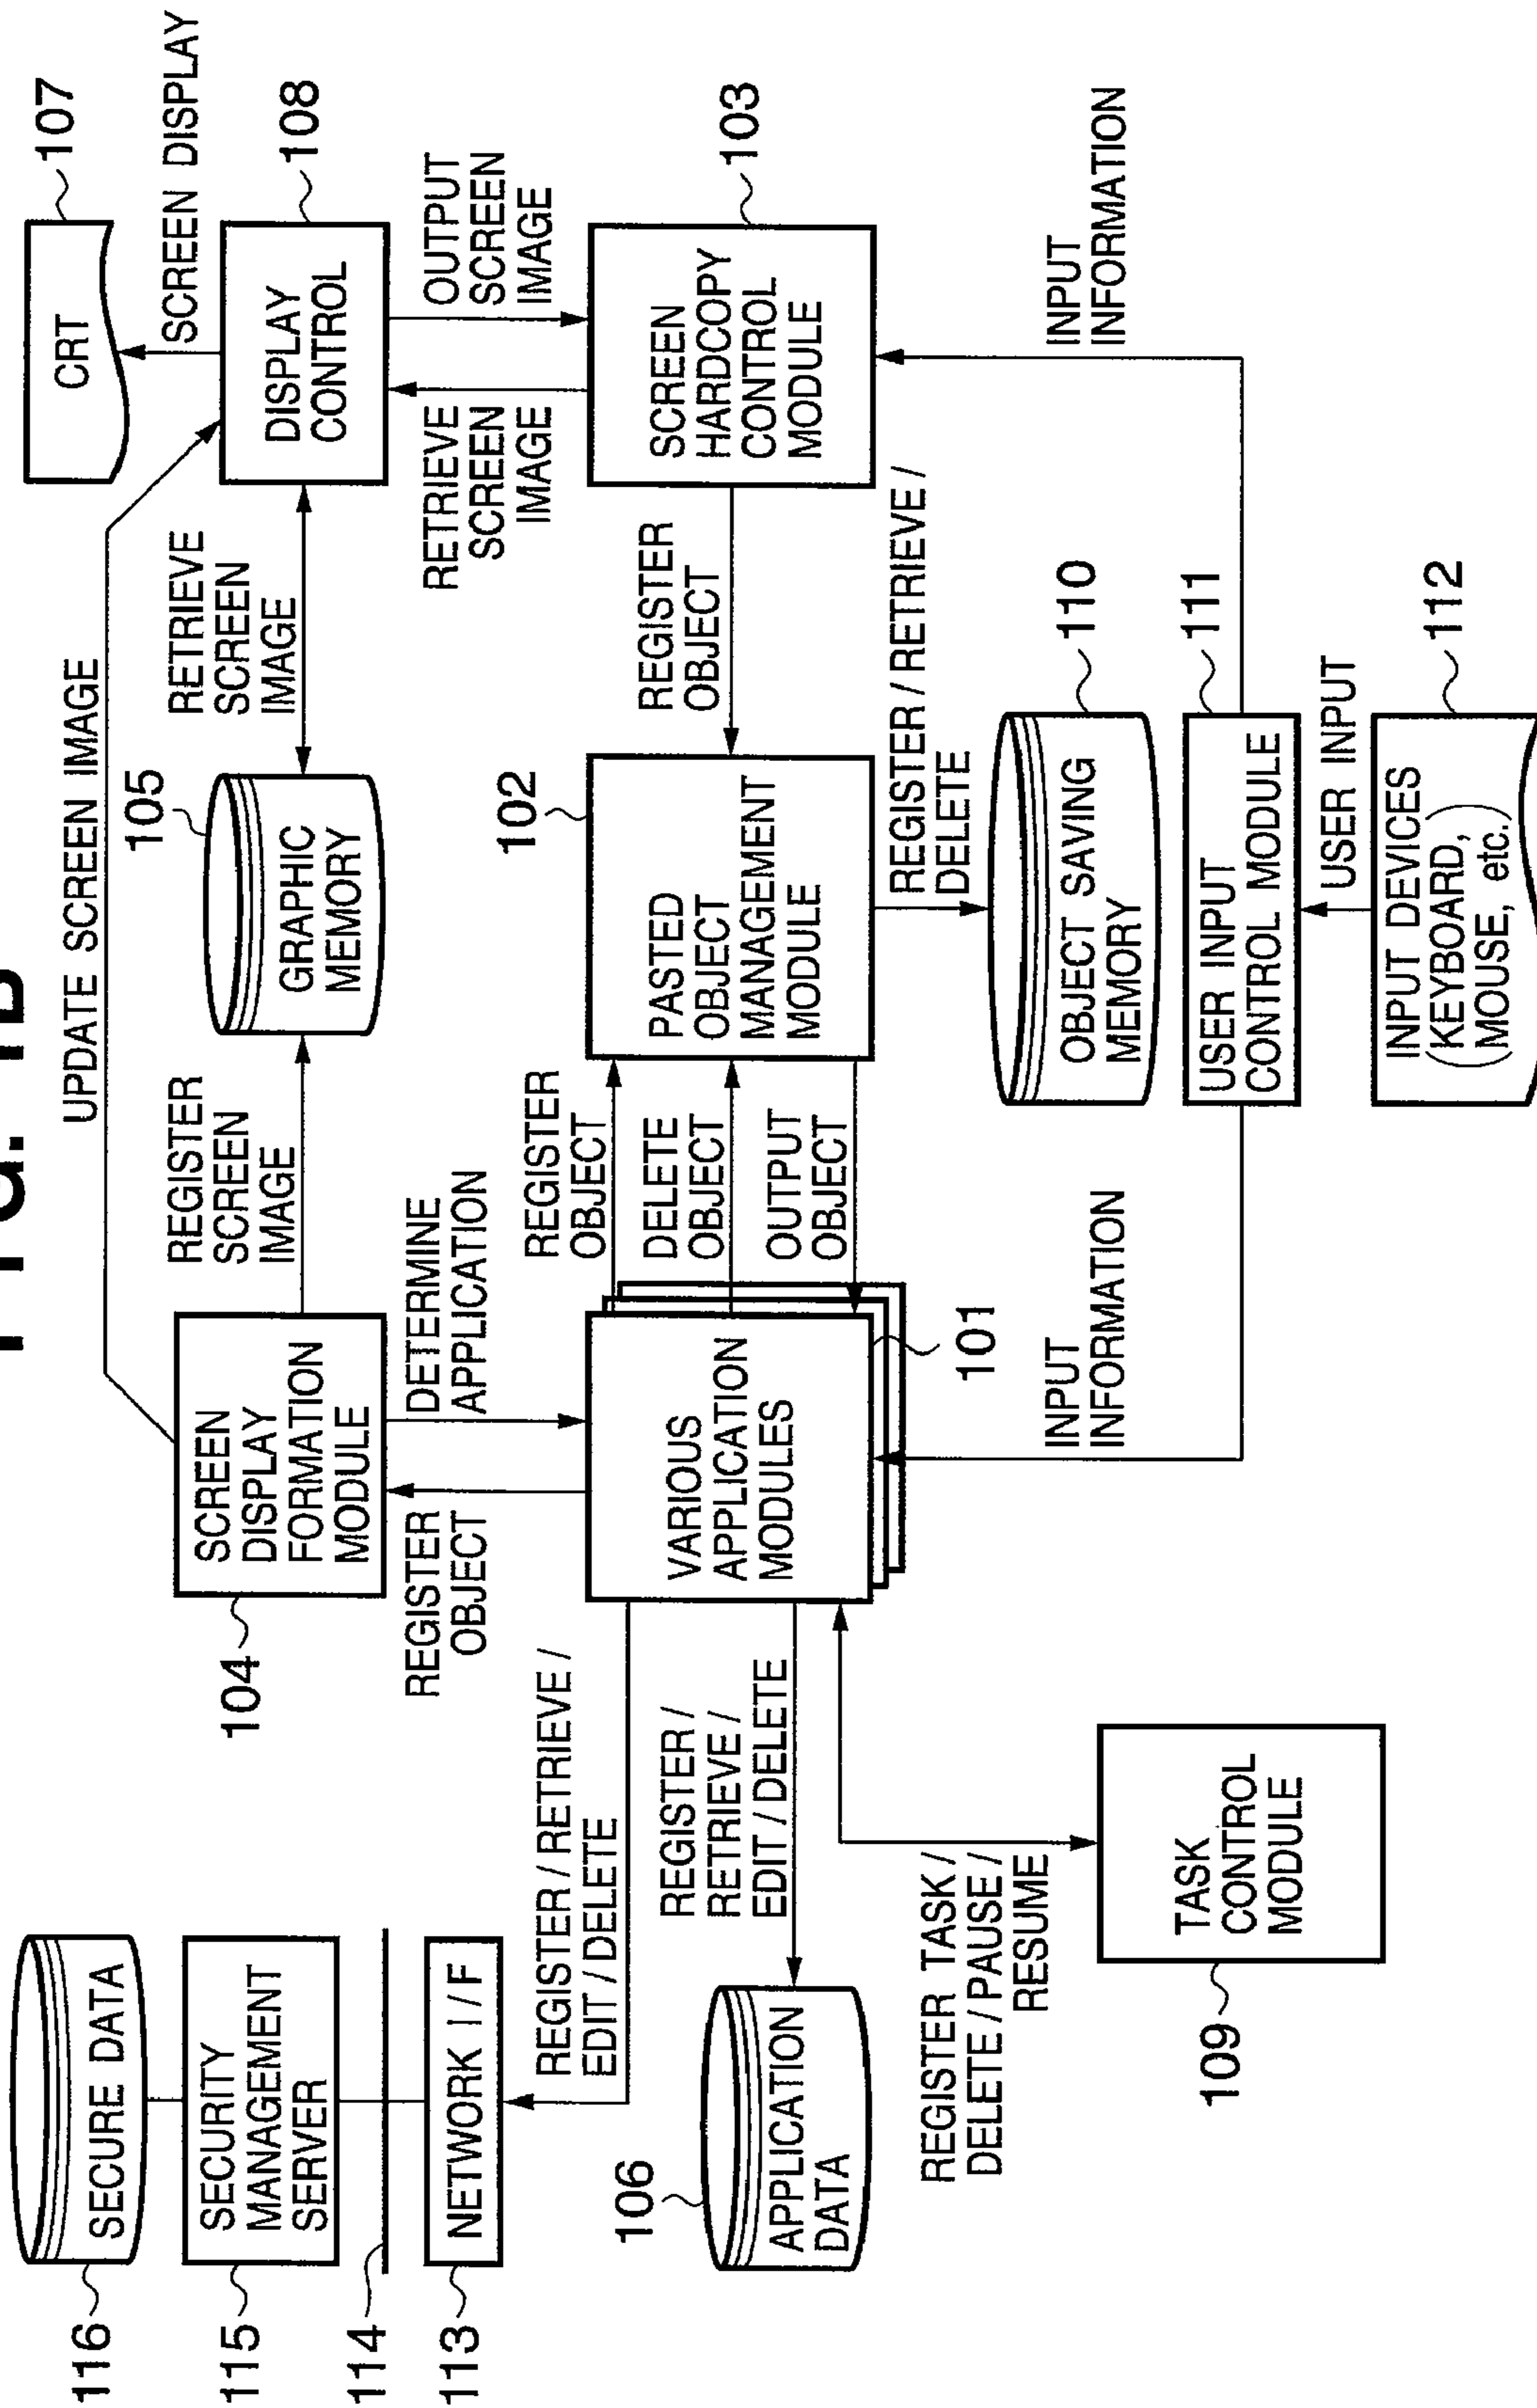 FIG. 1B
116
SECURE DATA
115
SECURITY
MANAGEMENT
SERVER
114
113
NETWORK I / F
REGISTER / RETRIEVE /
EDIT / DELETE
106
APPLICATION
DATA
REGISTER /
RETRIEVE /
EDIT / DELETE
REGISTER TASK /
DELETE / PAUSE /
RESUME
109
TASK
CONTROL
MODULE
104
SCREEN
DISPLAY
FORMATION
MODULE
REGISTER
OBJECT
DETERMINE
APPLICATION
VARIOUS
APPLICATION
MODULES
101
INPUT
INFORMATION
UPDATE SCREEN IMAGE
REGISTER
SCREEN
IMAGE
105
GRAPHIC
MEMORY
RETRIEVE
SCREEN
IMAGE
REGISTER
OBJECT
DELETE
OBJECT
OUTPUT
OBJECT
102
PASTED
OBJECT
MANAGEMENT
MODULE
REGISTER
OBJECT
REGISTER / RETRIEVE /
DELETE
OBJECT SAVING
MEMORY
110
USER INPUT
CONTROL MODULE
111
USER INPUT
INPUT DEVICES
(KEYBOARD,
MOUSE, etc.)
112
CRT
107
SCREEN DISPLAY
DISPLAY
CONTROL
108
RETRIEVE
SCREEN
IMAGE
OUTPUT
SCREEN
IMAGE
SCREEN
HARDCOPY
CONTROL
MODULE
103
INPUT
INFORMATION